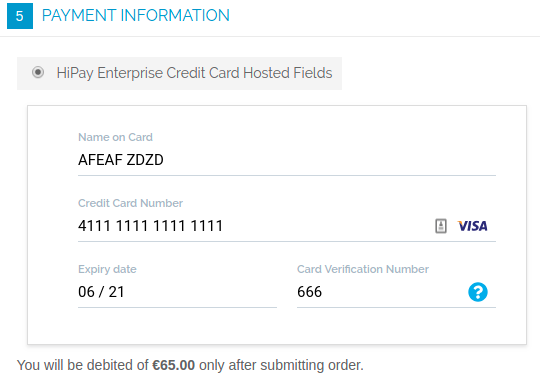 5 PAYMENT INFORMATION
HiPay Enterprise Credit Card Hosted Fields
Name on Card
AFEAF ZDZD
Credit Card Number
4111 1111 1111 1111 VISA
Expiry date Card Verification Number
06 / 21 666 ?
You will be debited of €65.00 only after submitting order.